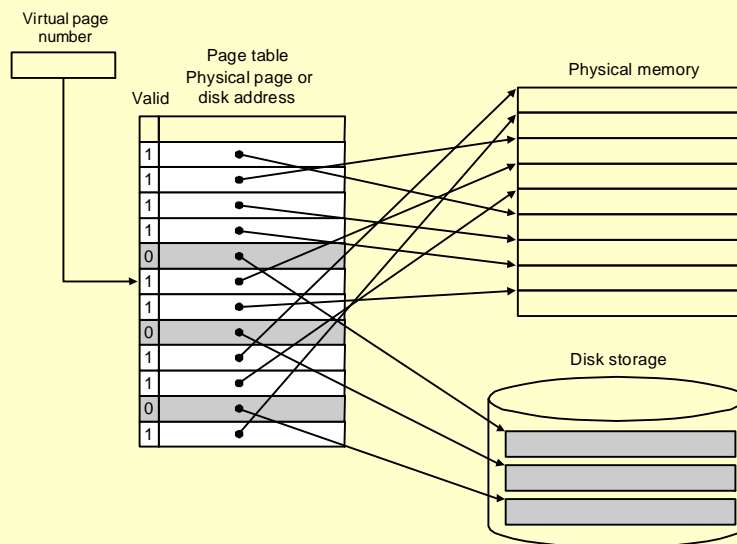 Virtual page
number
Page table
Physical page or
disk address
Valid
Physical memory
1
1
1
1
0
1
1
0
1
1
0
1
Disk storage